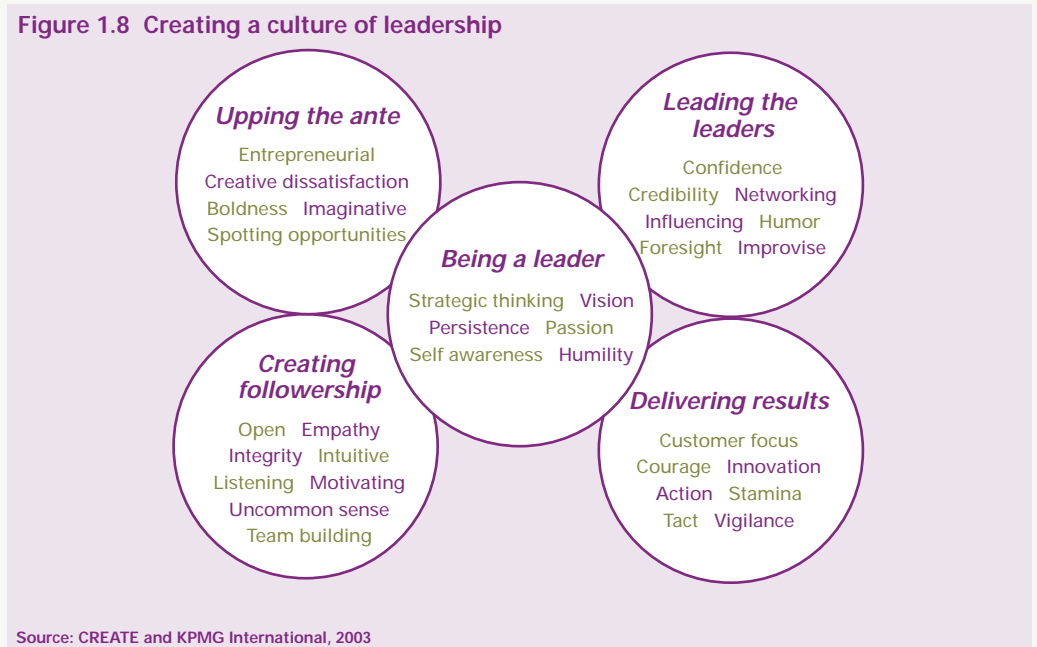 Figure 1.8 Creating a culture of leadership
Upping the ante
Entrepreneurial
Creative dissatisfaction
Boldness Imaginative
Spotting opportunities
Leading the
leaders
Confidence
Credibility Networking
Influencing Humor
Foresight Improvise
Being a leader
Strategic thinking Vision
Persistence Passion
Self awareness Humility
Creating
followership
Open Empathy
Integrity Intuitive
Listening Motivating
Uncommon sense
Team building
Delivering results
Customer focus
Courage Innovation
Action Stamina
Tact Vigilance
Source: CREATE and KPMG International, 2003